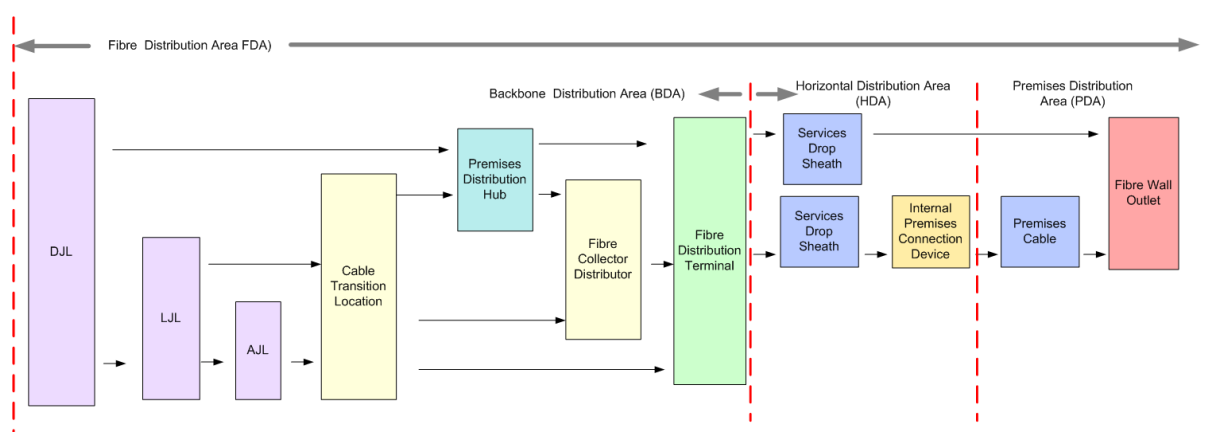 Fibre  Distribution Area FDA)
Backbone  Distribution Area (BDA)
Horizontal Distribution Area
(HDA)
Premises Distribution
Area (PDA)
DJL
LJL
AJL
Cable
Transition
Location
Premises
Distribution
Hub
Fibre
Collector
Distributor
Fibre
Distribution
Terminal
Services
Drop
Sheath
Services
Drop
Sheath
Internal
Premises
Connection
Device
Premises
Cable
Fibre Wall
Outlet